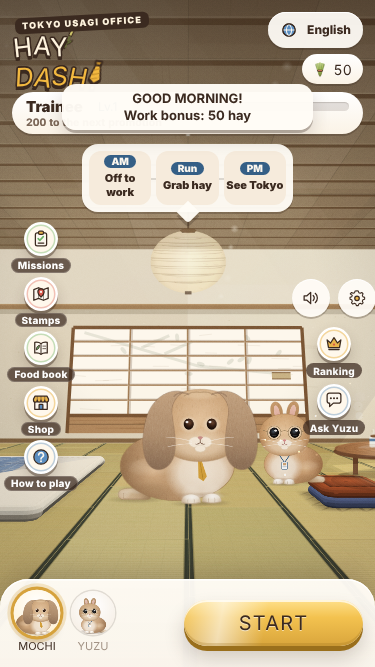 TOKYO USAGI OFFICE
HAY
DASH
English
50
GOOD MORNING!
Work bonus: 50 hay
200 to
AM
Off to
work
Run
Grab hay
PM
See Tokyo
Missions
Stamps
Food book
Shop
How to play
Ranking
Ask Yuzu
START
MOCHI
YUZU